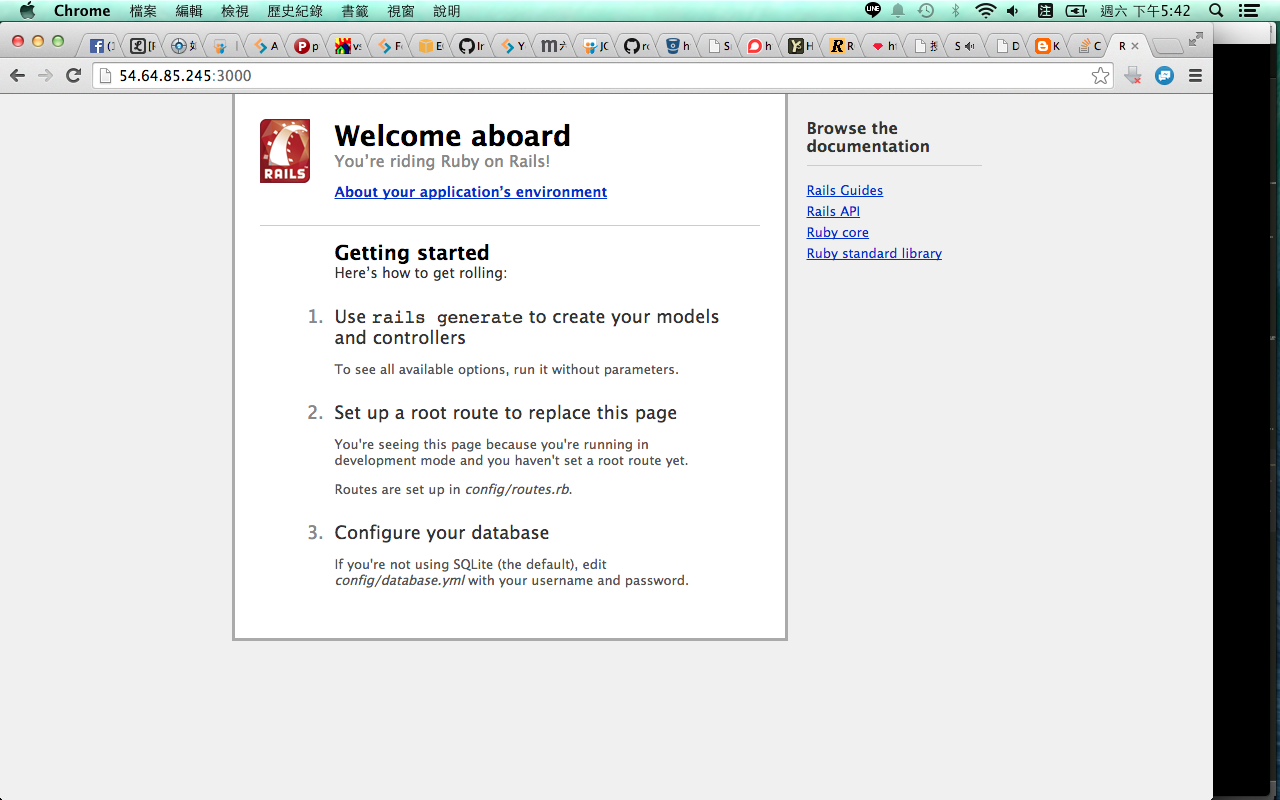 Chrome 檔案 編輯 檢視 歷史紀錄 書籤 視窗 說明 LINE 注 週六 下午5:42
54.64.85.245:3000
RAILS
Welcome aboard
You’re riding Ruby on Rails!
About your application’s environment
Getting started
Here’s how to get rolling:
1. Use rails generate to create your models
and controllers
To see all available options, run it without parameters.
2. Set up a root route to replace this page
You're seeing this page because you're running in
development mode and you haven't set a root route yet.
Routes are set up in config/routes.rb.
3. Configure your database
If you're not using SQLite (the default), edit
config/database.yml with your username and password.
Browse the
documentation
Rails Guides
Rails API
Ruby core
Ruby standard library